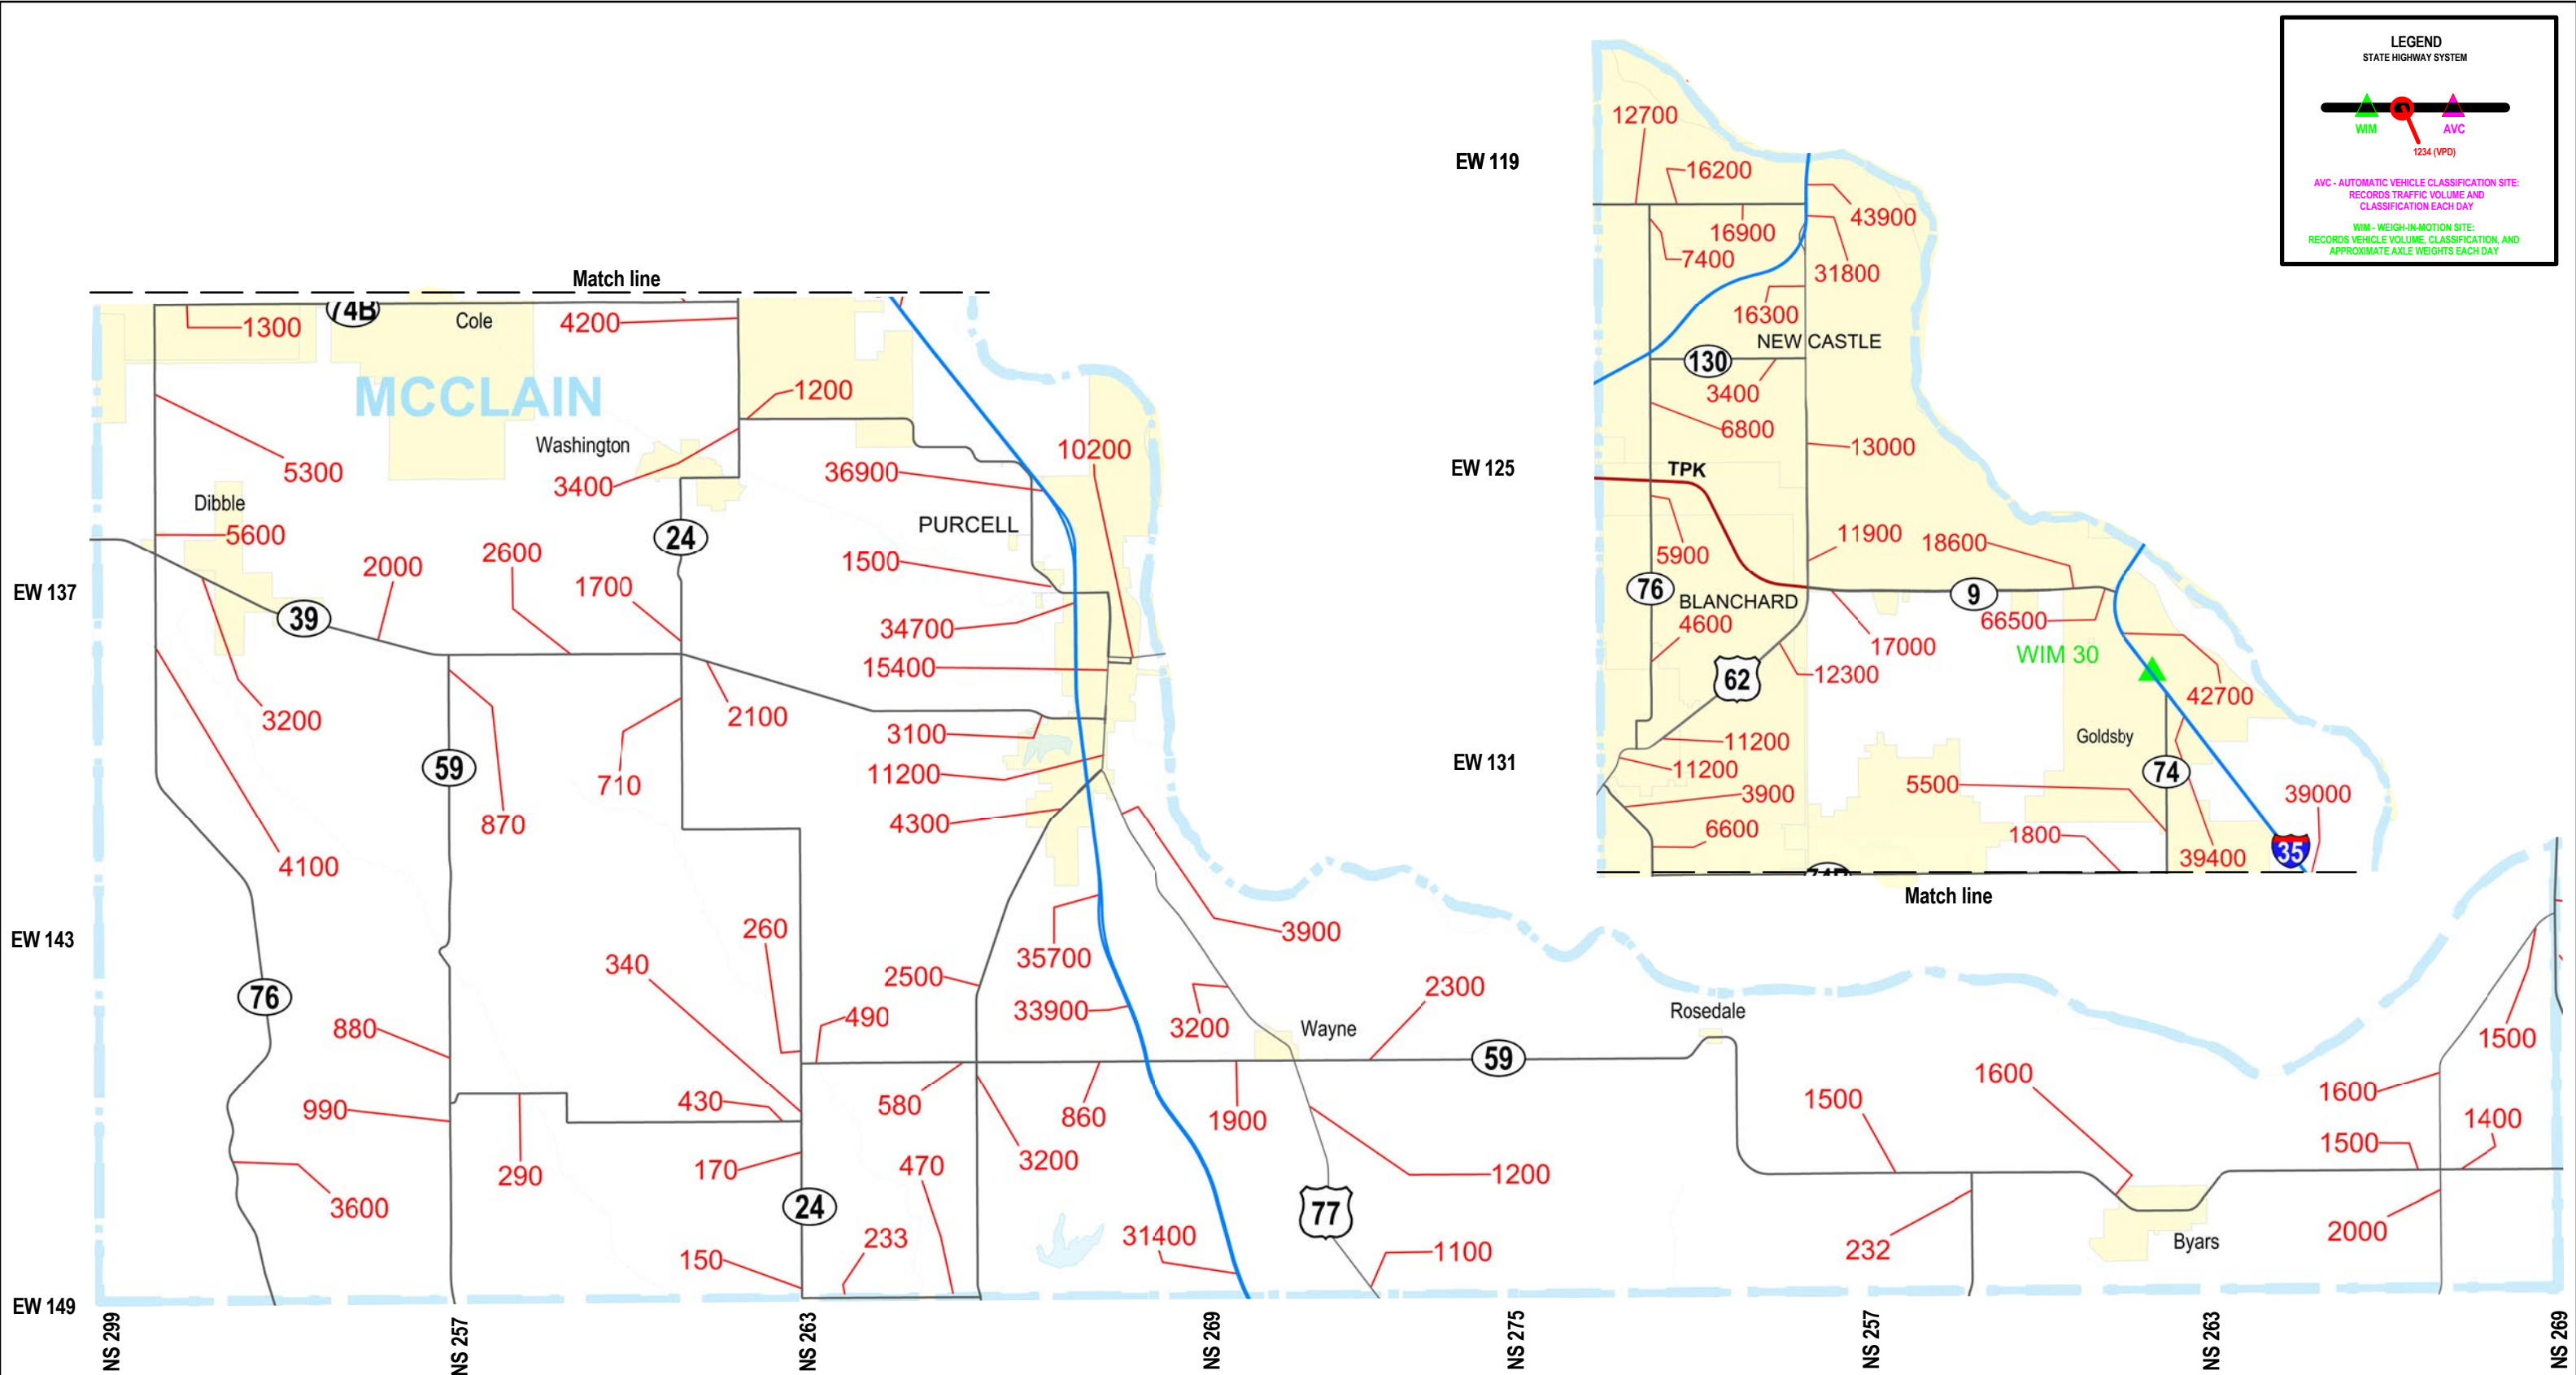 LEGEND
STATE HIGHWAY SYSTEM
WIM
AVC
1234 (VPD)
AVC - AUTOMATIC VEHICLE CLASSIFICATION SITE:
RECORDS TRAFFIC VOLUME AND
CLASSIFICATION EACH DAY
WIM - WEIGH-IN-MOTION SITE:
RECORDS VEHICLE VOLUME, CLASSIFICATION, AND
APPROXIMATE AXLE WEIGHTS EACH DAY
12700
EW 119
16200
43900
16900
7400
31800
16300
NEW CASTLE
130
3400
6800
13000
EW 125
TPK
11900
18600
5900
76
BLANCHARD
9
4600
66500
17000
WIM 30
62
12300
42700
Goldsby
11200
EW 131
11200
74
3900
5500
39000
6600
1800
39400
35
74B
Match line
Match line
1300
74B
Cole
4200
MCCLAIN
1200
Washington
10200
5300
3400
36900
Dibble
PURCELL
5600
24
2000
2600
1700
1500
EW 137
39
34700
15400
3200
2100
3100
59
710
11200
870
4300
4100
260
3900
EW 143
340
35700
2500
2300
76
490
33900
3200
Wayne
Rosedale
880
59
1500
1600
1600
990
430
580
860
1900
1500
1400
1500
290
170
470
3200
1200
3600
24
77
233
31400
232
Byars
2000
150
1100
EW 149
NS 299
NS 257
NS 263
NS 269
NS 275
NS 257
NS 263
NS 269